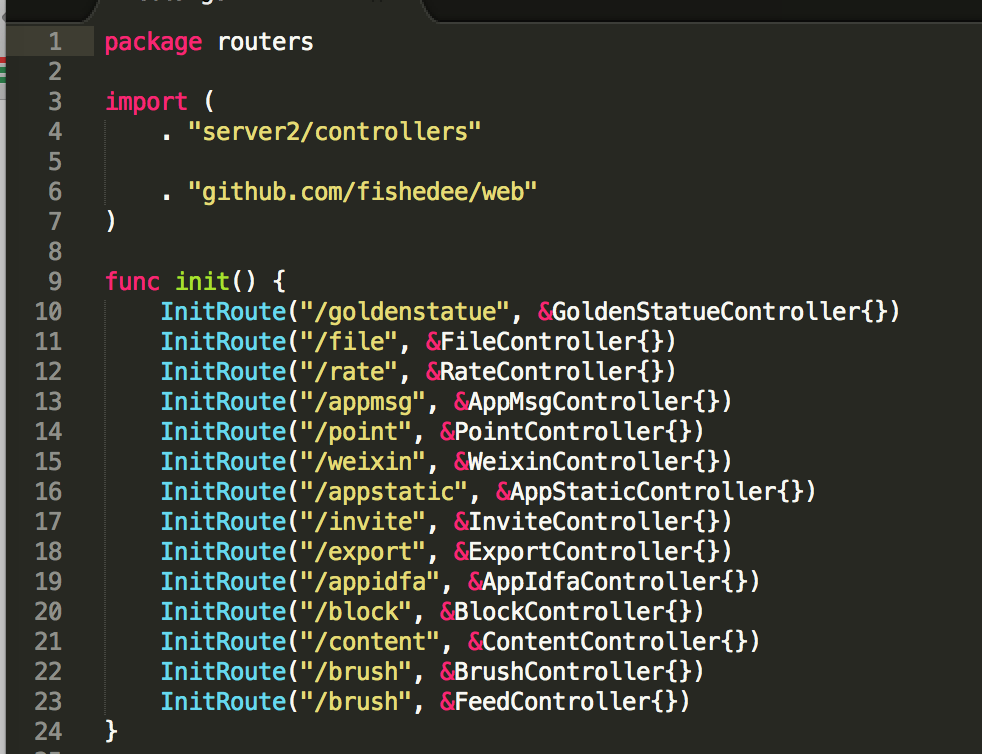 1 package routers
2
3 import (
4     . "server2/controllers"
5
6     . "github.com/fishedee/web"
7 )
8
9 func init() {
10     InitRoute("/goldenstatue", &GoldenStatueController{})
11     InitRoute("/file", &FileController{})
12     InitRoute("/rate", &RateController{})
13     InitRoute("/appmsg", &AppMsgController{})
14     InitRoute("/point", &PointController{})
15     InitRoute("/weixin", &WeixinController{})
16     InitRoute("/appstatic", &AppStaticController{})
17     InitRoute("/invite", &InviteController{})
18     InitRoute("/export", &ExportController{})
19     InitRoute("/appidfa", &AppIdfaController{})
20     InitRoute("/block", &BlockController{})
21     InitRoute("/content", &ContentController{})
22     InitRoute("/brush", &BrushController{})
23     InitRoute("/brush", &FeedController{})
24 }